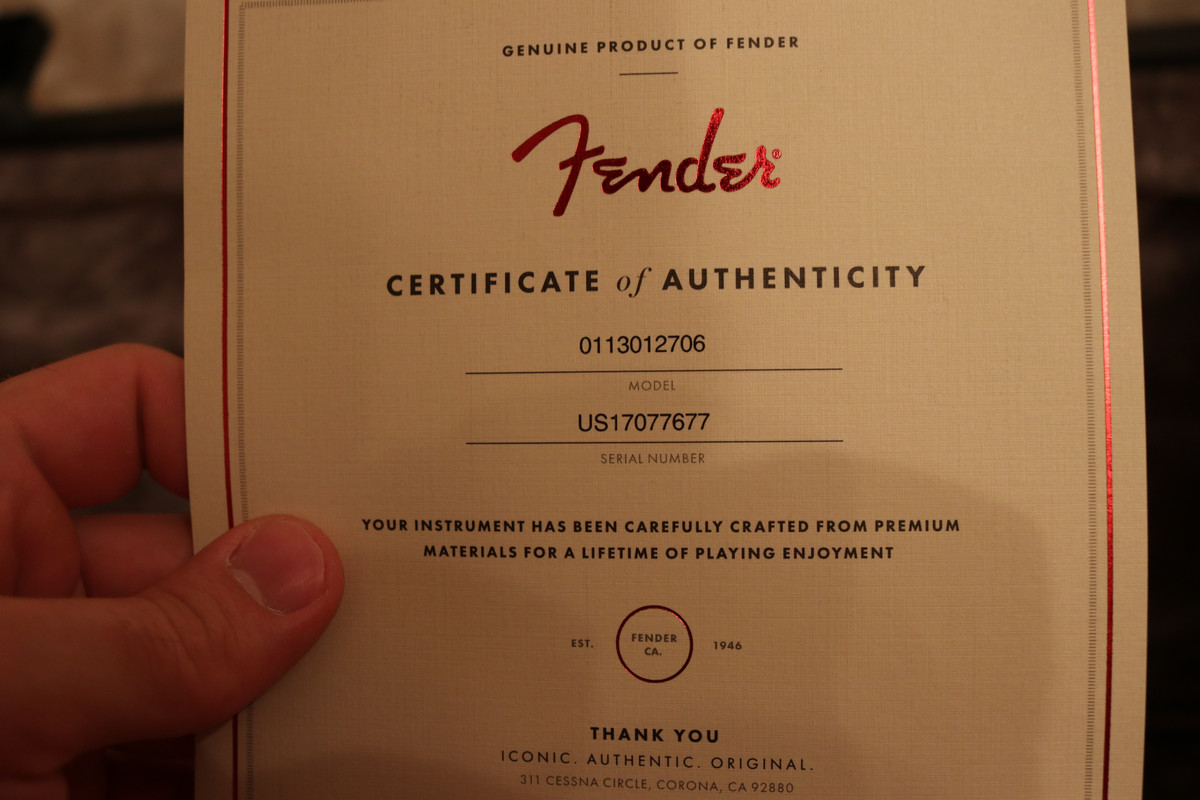 GENUINE PRODUCT OF FENDER
Fender®
CERTIFICATE of AUTHENTICITY
0113012706
MODEL
US17077677
SERIAL NUMBER
YOUR INSTRUMENT HAS BEEN CAREFULLY CRAFTED FROM PREMIUM
MATERIALS FOR A LIFETIME OF PLAYING ENJOYMENT
EST. FENDER CA. 1946
THANK YOU
ICONIC. AUTHENTIC. ORIGINAL.
311 CESSNA CIRCLE, CORONA, CA 92880